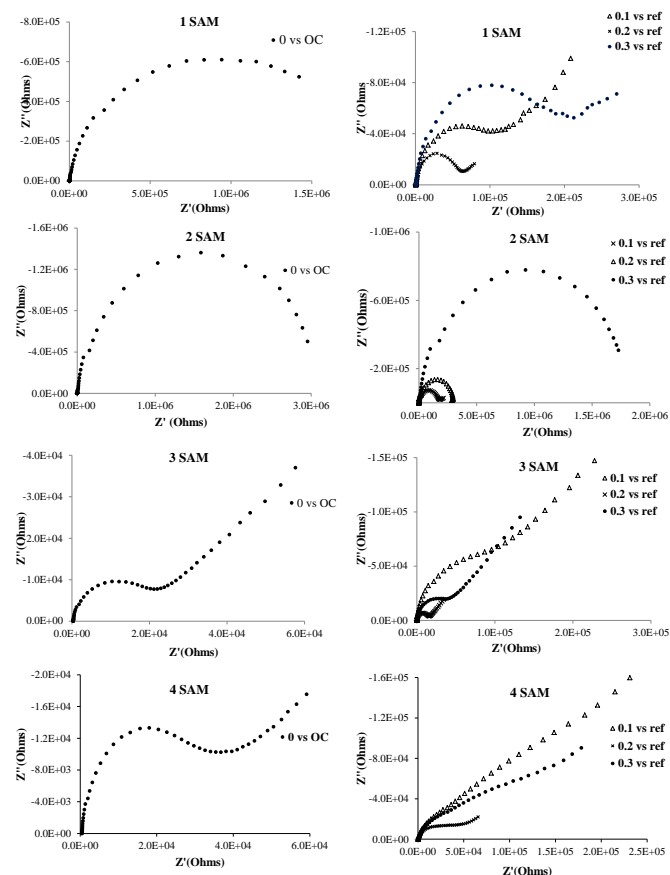 1 SAM
-8.0E+05
-6.0E+05
-4.0E+05
-2.0E+05
0.0E+00
Z"(Ohms)
0 vs OC
0.0E+00 5.0E+05 1.0E+06 1.5E+06
Z'(Ohms)
1 SAM
-1.2E+05
-8.0E+04
-4.0E+04
0.0E+00
Z"(Ohms
0.1 vs ref
0.2 vs ref
0.3 vs ref
0.0E+00 1.0E+05 2.0E+05 3.0E+05
Z' (Ohms)
2 SAM
-1.6E+06
-1.2E+06
-8.0E+05
-4.0E+05
0.0E+00
Z"(Ohms)
0 vs OC
0.0E+00 1.0E+06 2.0E+06 3.0E+06
Z' (Ohms)
2 SAM
-1.0E+06
-6.0E+05
-2.0E+05
Z"(Ohms)
0.1 vs ref
0.2 vs ref
0.3 vs ref
0.0E+00 5.0E+05 1.0E+06 1.5E+06 2.0E+06
Z'(Ohms)
3 SAM
-4.0E+04
-3.0E+04
-2.0E+04
-1.0E+04
0.0E+00
Z"(Ohms)
0 vs OC
0.0E+00 2.0E+04 4.0E+04 6.0E+04
Z'(Ohms)
3 SAM
-1.5E+05
-1.0E+05
-5.0E+04
0.0E+00
Z"(Ohms)
0.1 vs ref
0.2 vs ref
0.3 vs ref
0.0E+00 1.0E+05 2.0E+05 3.0E+05
Z'(Ohms)
4 SAM
-2.0E+04
-1.6E+04
-1.2E+04
-8.0E+03
-4.0E+03
0.0E+00
Z"(Ohms)
0 vs OC
0.0E+00 2.0E+04 4.0E+04 6.0E+04
Z'(Ohms)
4 SAM
-1.6E+05
-1.2E+05
-8.0E+04
-4.0E+04
0.0E+00
Z"(Ohms)
0.1 vs ref
0.2 vs ref
0.3 vs ref
0.0E+00 5.0E+04 1.0E+05 1.5E+05 2.0E+05 2.5E+05
Z'(Ohms)